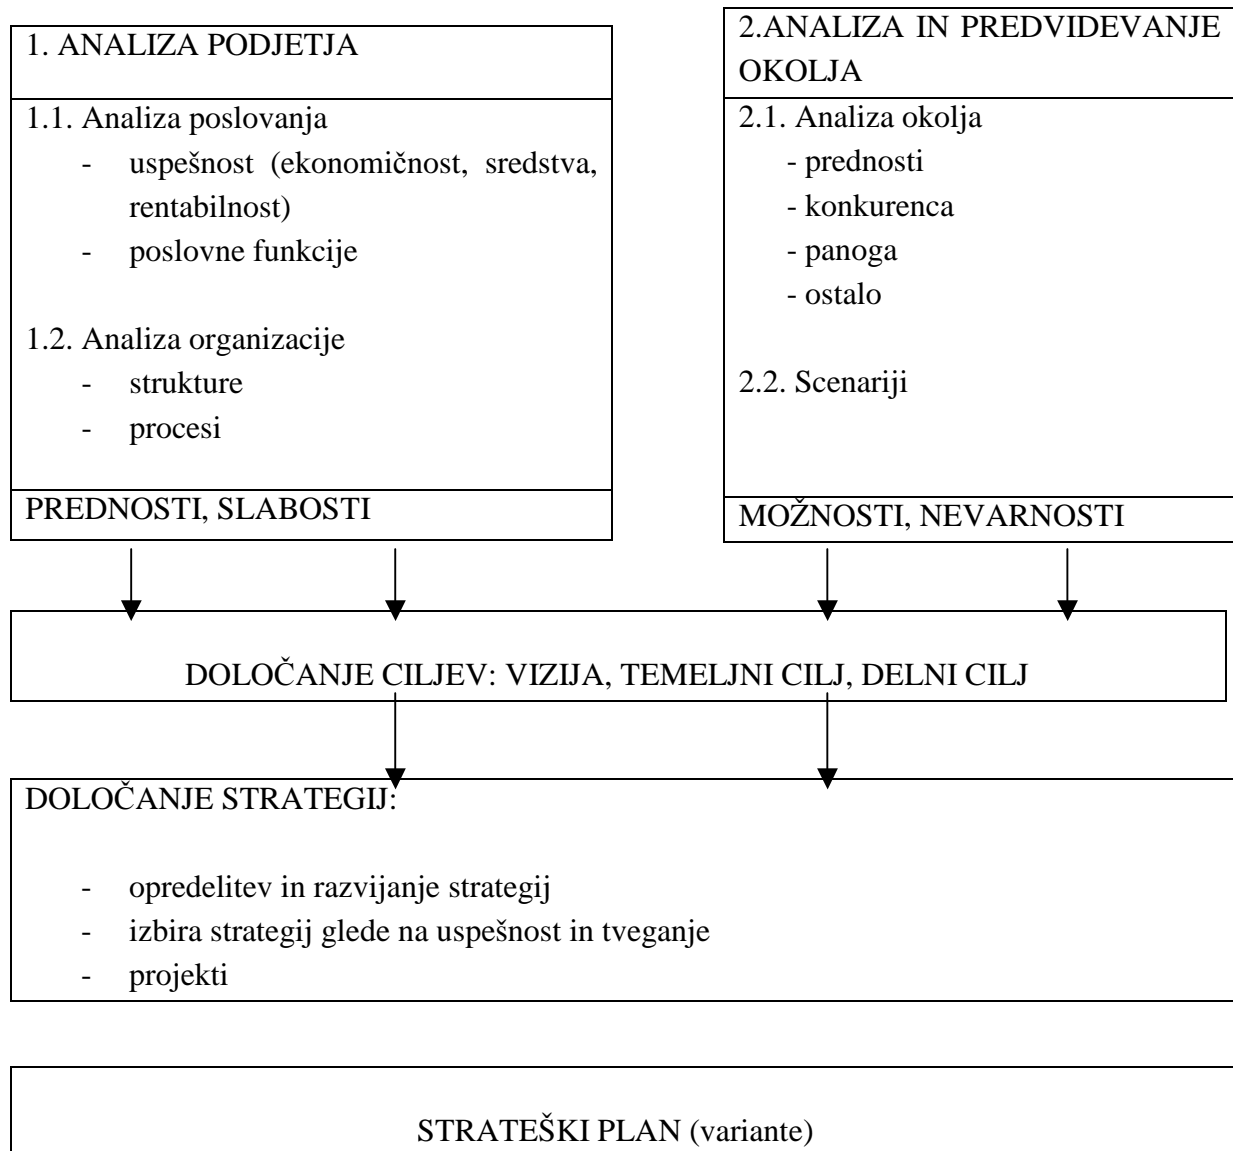 1. ANALIZA PODJETJA
1.1. Analiza poslovanja
- uspešnost (ekonomičnost, sredstva,
rentabilnost)
- poslovne funkcije
1.2. Analiza organizacije
- strukture
- procesi
PREDNOSTI, SLABOSTI
2.ANALIZA IN PREDVIDEVANJE
OKOLJA
2.1. Analiza okolja
- prednosti
- konkurenca
- panoga
- ostalo
2.2. Scenariji
MOŽNOSTI, NEVARNOSTI
DOLOČANJE CILJEV: VIZIJA, TEMELJNI CILJ, DELNI CILJ
DOLOČANJE STRATEGIJ:
- opredelitev in razvijanje strategij
- izbira strategij glede na uspešnost in tveganje
- projekti
STRATEŠKI PLAN (variante)